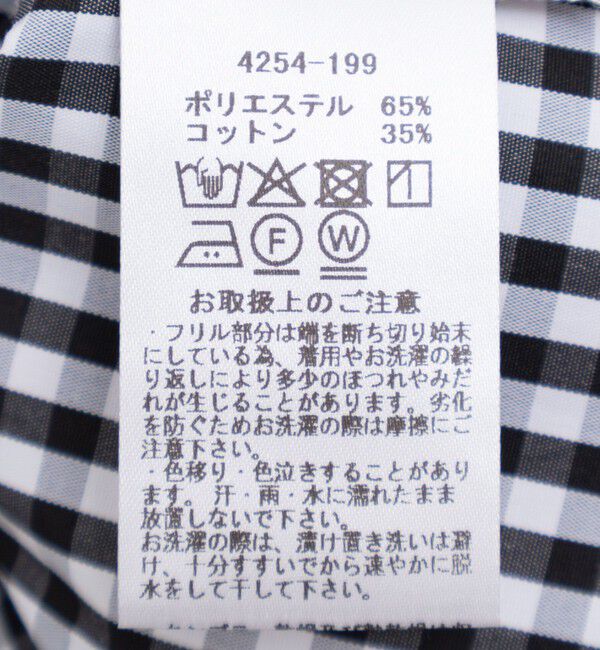 4254-199
ポリエステル 65%
コットン 35%
F W
お取扱上のご注意
・フリル部分は端を断ち切り始末
にしている為、着用やお洗濯の繰
り返しにより多少のほつれやみだ
れが生じることがあります。劣化
を防ぐためお洗濯の際は摩擦にご
注意下さい。
・色移り・色泣きすることがあり
ます。汗・雨・水に濡れたまま
放置しないで下さい。
お洗濯の際は、漬け置き洗いは避
け、十分すすいでから速やかに脱
水をして干して下さい。